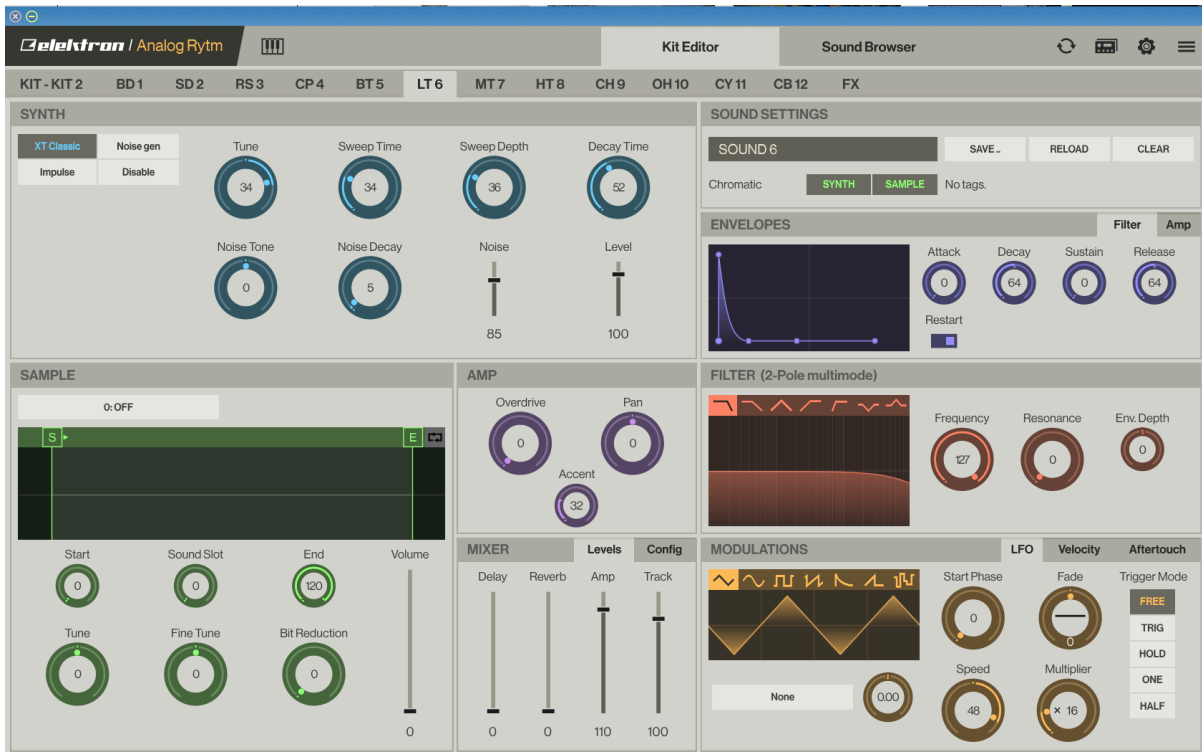 elektron / Analog Rytm
Kit Editor
Sound Browser
KIT - KIT 2 BD 1 SD 2 RS 3 CP 4 BT 5 LT 6 MT 7 HT 8 CH 9 OH 10 CY 11 CB 12 FX
SYNTH
XT Classic Noise gen
Impulse Disable
Tune Sweep Time Sweep Depth Decay Time
34 34 36 52
Noise Tone Noise Decay Noise Level
0 5
85 100
SOUND SETTINGS
SOUND 6 SAVE .. RELOAD CLEAR
Chromatic SYNTH SAMPLE No tags.
ENVELOPES Filter Amp
Attack Decay Sustain Release
0 64 0 64
Restart
SAMPLE
0: OFF
S E
Start Sound Slot End Volume
0 0 120
Tune Fine Tune Bit Reduction
0 0 0
0
AMP
Overdrive Pan
0 0
Accent
32
FILTER (2-Pole multimode)
Frequency Resonance Env. Depth
127 0 0
MIXER Levels Config
Delay Reverb Amp Track
0 0 110 100
MODULATIONS LFO Velocity Aftertouch
Start Phase Fade Trigger Mode
0 0
FREE
TRIG
HOLD
ONE
HALF
Speed Multiplier
None 0.00 48 × 16